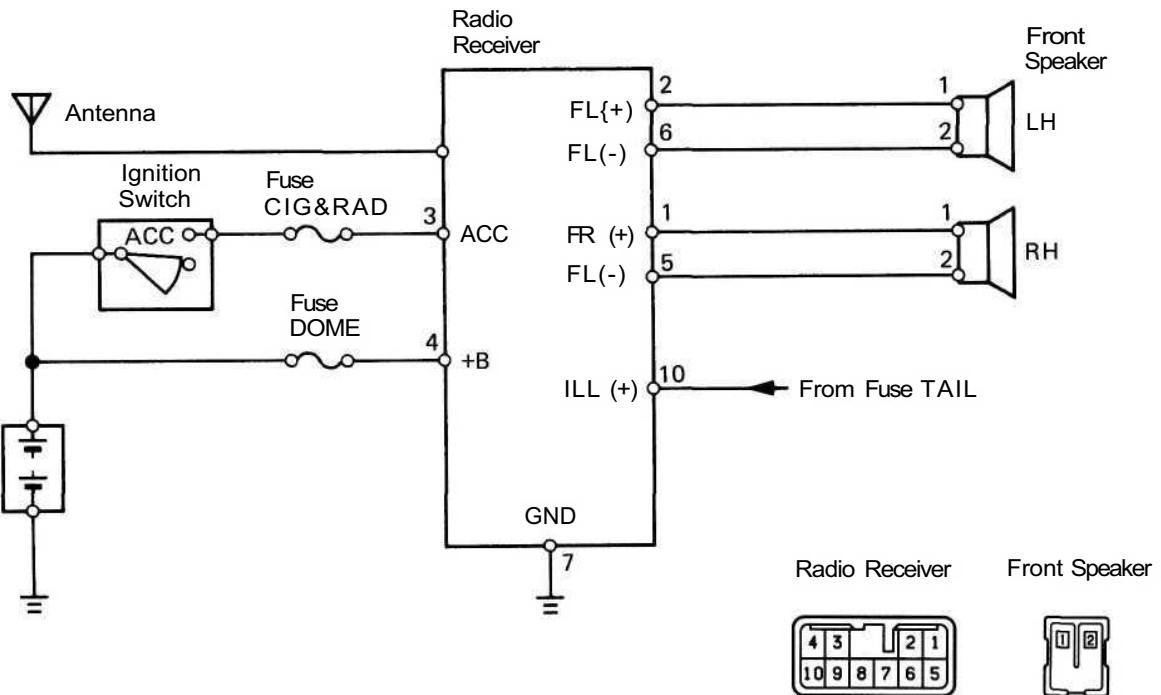 Radio
Receiver
Front
Speaker
Antenna
2
FL{+)
1
LH
6
FL(-)
2
Ignition
Switch
Fuse
CIG&RAD
ACC
3
ACC
1
FR (+)
1
RH
5
FL(-)
2
Fuse
DOME
4
+B
10
ILL (+)
From Fuse TAIL
GND
7
Radio Receiver
Front Speaker
4 3 2 1
10 9 8 7 6 5
1 2